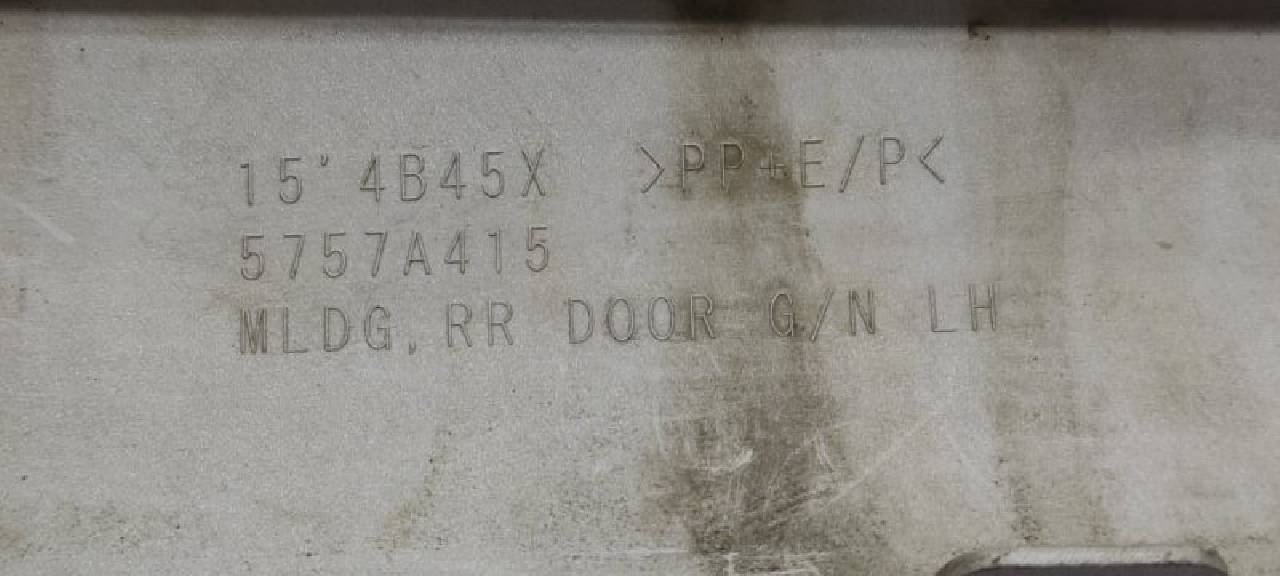 15' 4B45X >PP+E/P<
5757A415
MLDG, RR DOOR G/N LH